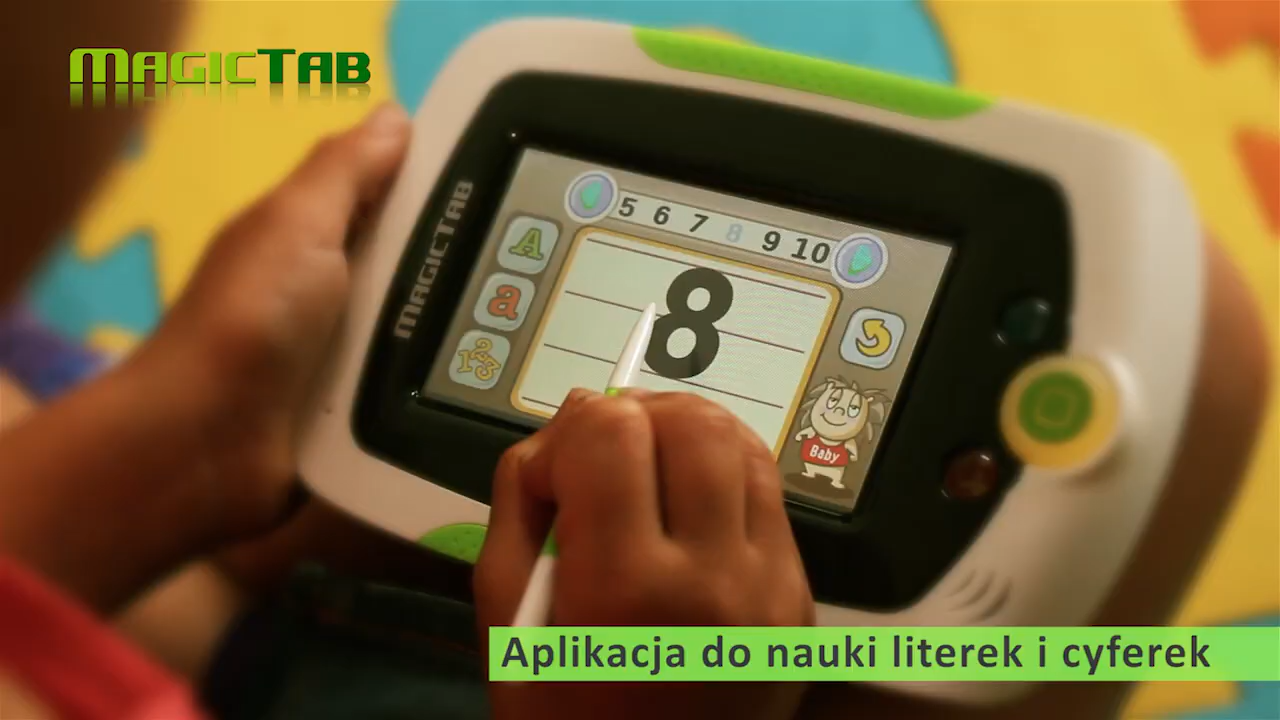 MAGICTAB
MAGICTAB
5 6 7 8 9 10
A
a
123
8
Baby
Aplikacja do nauki literek i cyferek